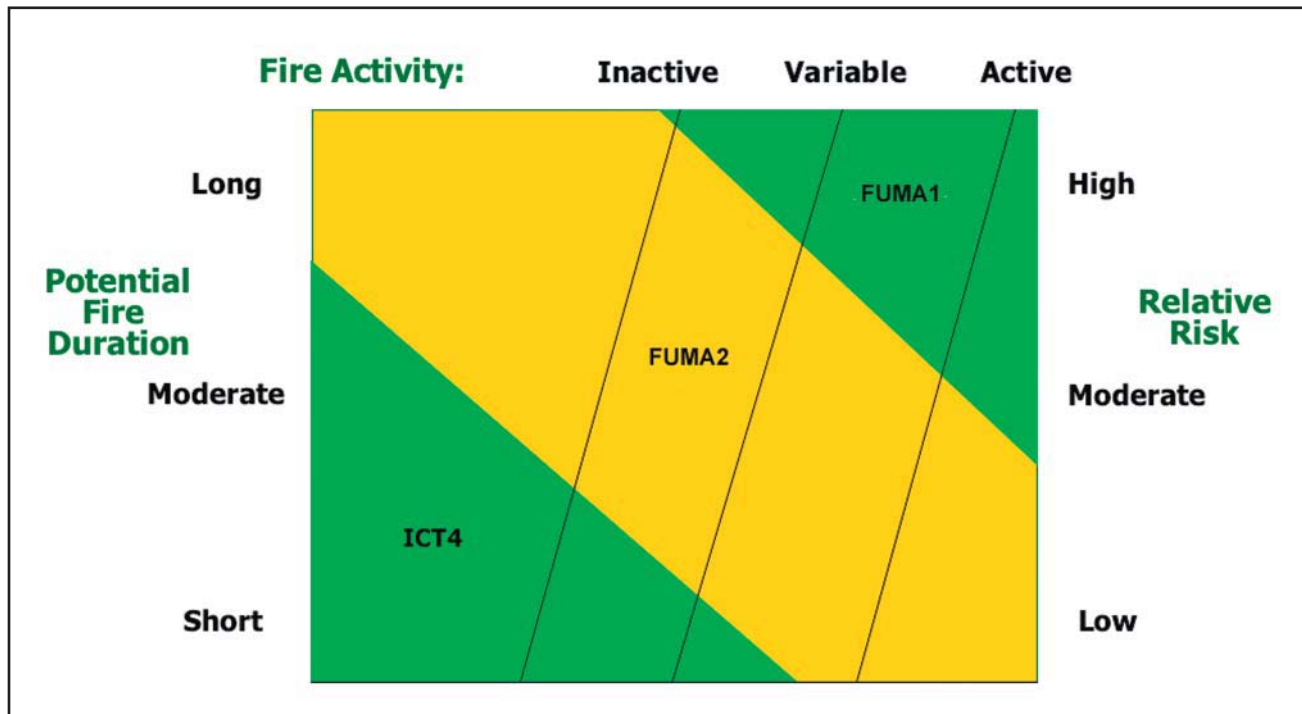 Fire Activity: Inactive Variable Active
Long
High
FUMA1
Potential
Fire
Duration
Relative
Risk
FUMA2
Moderate
Moderate
ICT4
Short
Low